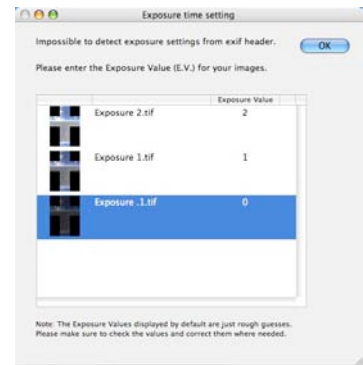 Exposure time setting
Impossible to detect exposure settings from exif header.
OK
Please enter the Exposure Value (E.V.) for your images.
Exposure Value
Exposure 2.tif 2
Exposure 1.tif 1
Exposure .1.tif 0
Note: The Exposure Values displayed by default are just rough guesses.
Please make sure to check the values and correct them where needed.